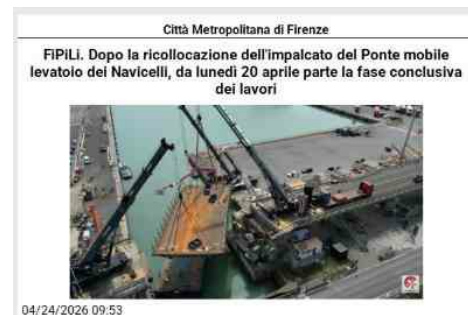 Città Metropolitana di Firenze
FiPiLi. Dopo la ricollocazione dell'impalcato del Ponte mobile
levatoio dei Navicelli, da lunedì 20 aprile parte la fase conclusiva
dei lavori
04/24/2026 09:53